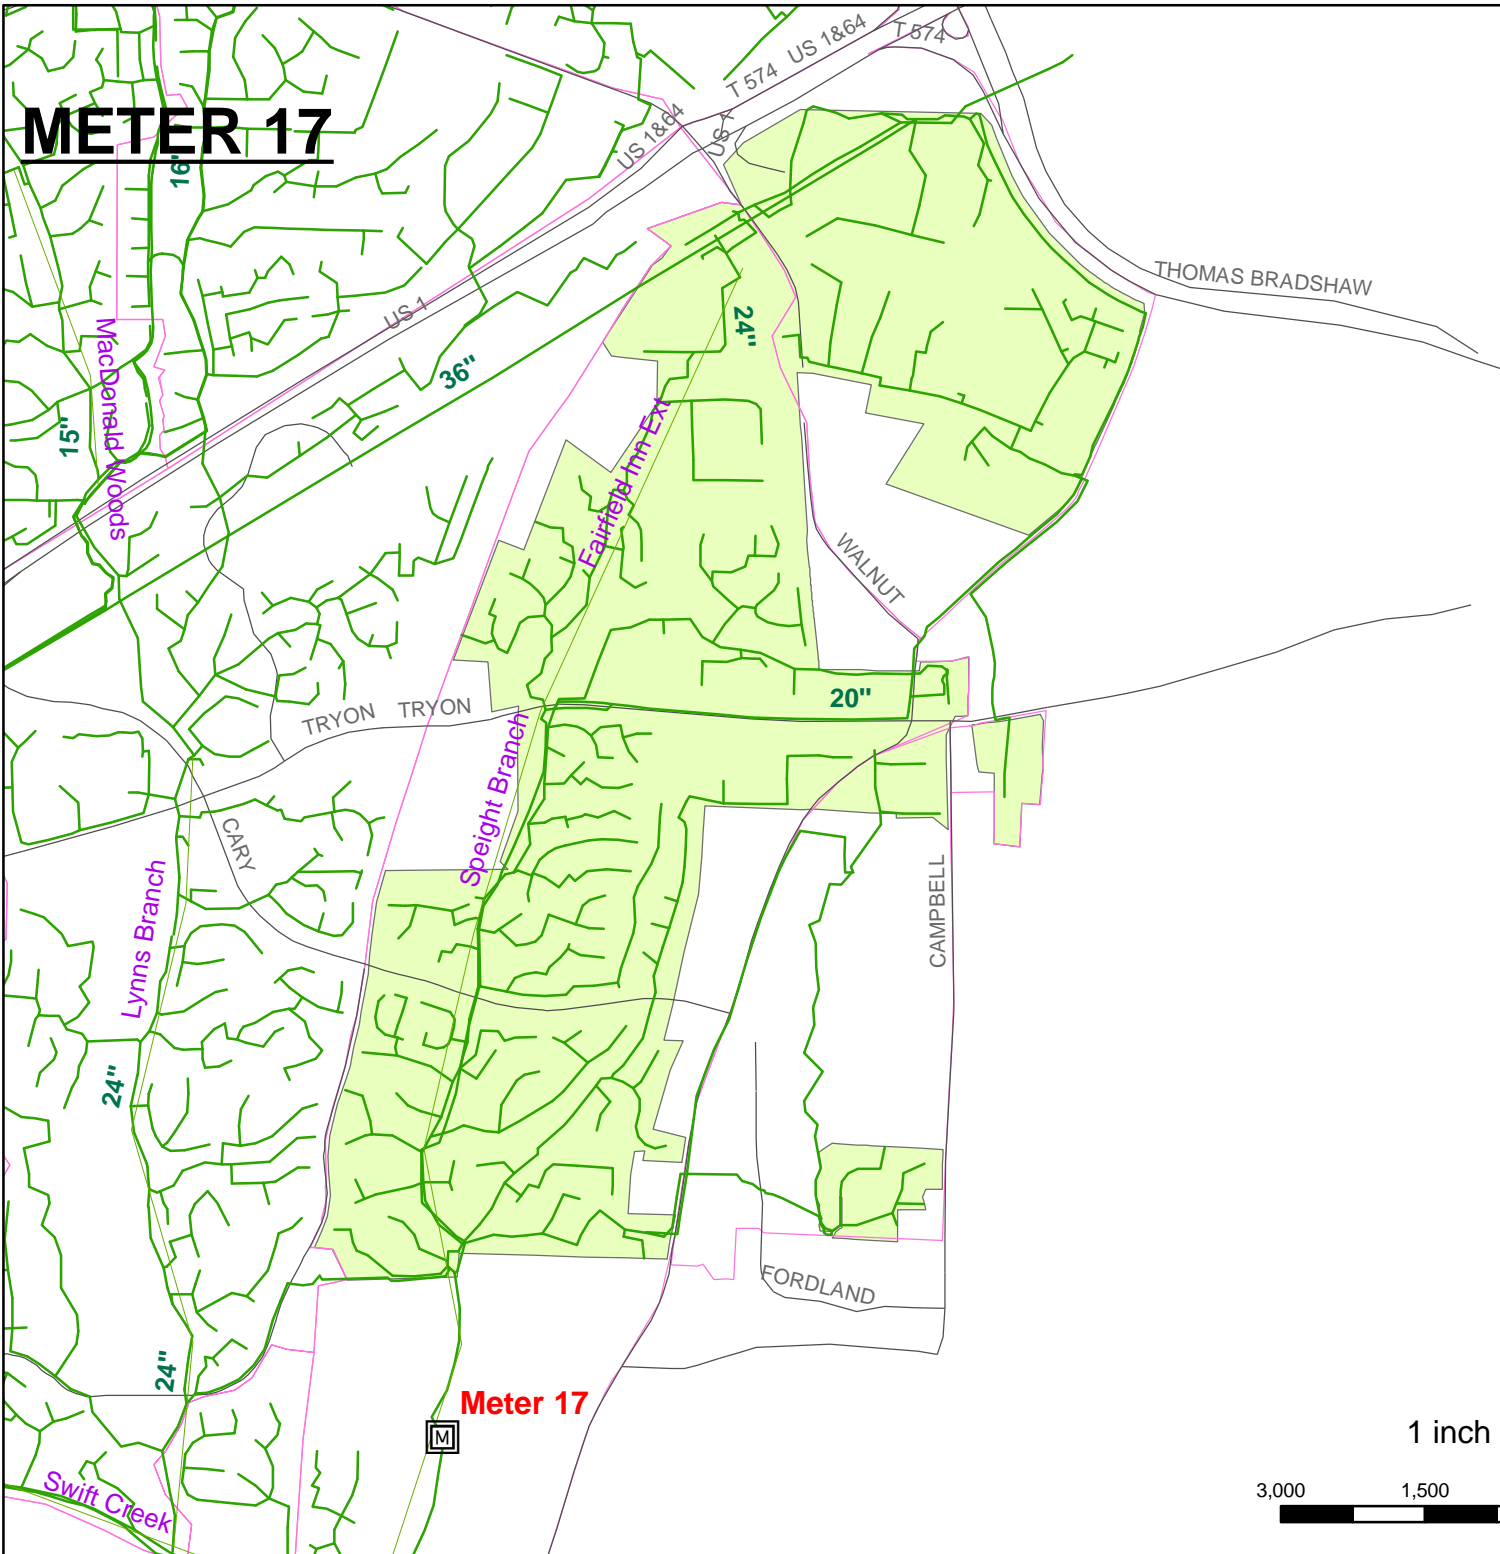 US 1&64
T 574
T 574
METER 17
US 1&64
US 1
16"
THOMAS BRADSHAW
US 1
24"
MacDonald Woods
36"
15"
Fairfield Inn Ext
WALNUT
20"
TRYON
TRYON
Speight Branch
CARY
Lynns Branch
CAMPBELL
24"
FORDLAND
24"
Meter 17
M
1 inch
Swift Creek
3,000
1,500